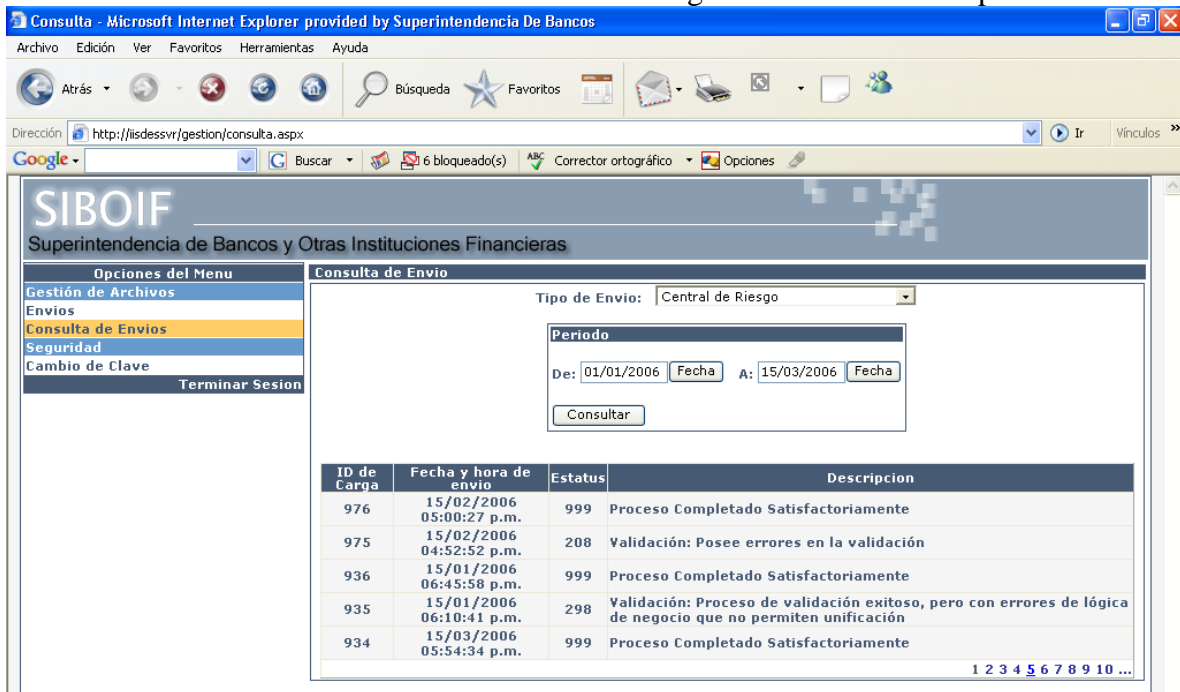 Consulta - Microsoft Internet Explorer provided by Superintendencia De Bancos
Archivo Edición Ver Favoritos Herramientas Ayuda
Atrás Búsqueda Favoritos
Dirección http://iisdessvr/gestion/consulta.aspx Ir Vínculos »
Google Buscar 6 bloqueado(s) ABC Corrector ortográfico Opciones
SIBOIF
Superintendencia de Bancos y Otras Instituciones Financieras
Opciones del Menu
Gestión de Archivos
Envios
Consulta de Envios
Seguridad
Cambio de Clave
Terminar Sesion
Consulta de Envio
Tipo de Envio: Central de Riesgo
Periodo
De: 01/01/2006 Fecha A: 15/03/2006 Fecha
Consultar
ID de Carga Fecha y hora de envio Estatus Descripcion
976 15/02/2006 05:00:27 p.m. 999 Proceso Completado Satisfactoriamente
975 15/02/2006 04:52:52 p.m. 208 Validación: Posee errores en la validación
936 15/01/2006 06:45:58 p.m. 999 Proceso Completado Satisfactoriamente
935 15/01/2006 06:10:41 p.m. 298 Validación: Proceso de validación exitoso, pero con errores de lógica
de negocio que no permiten unificación
934 15/03/2006 05:54:34 p.m. 999 Proceso Completado Satisfactoriamente
1 2 3 4 5 6 7 8 9 10 ...